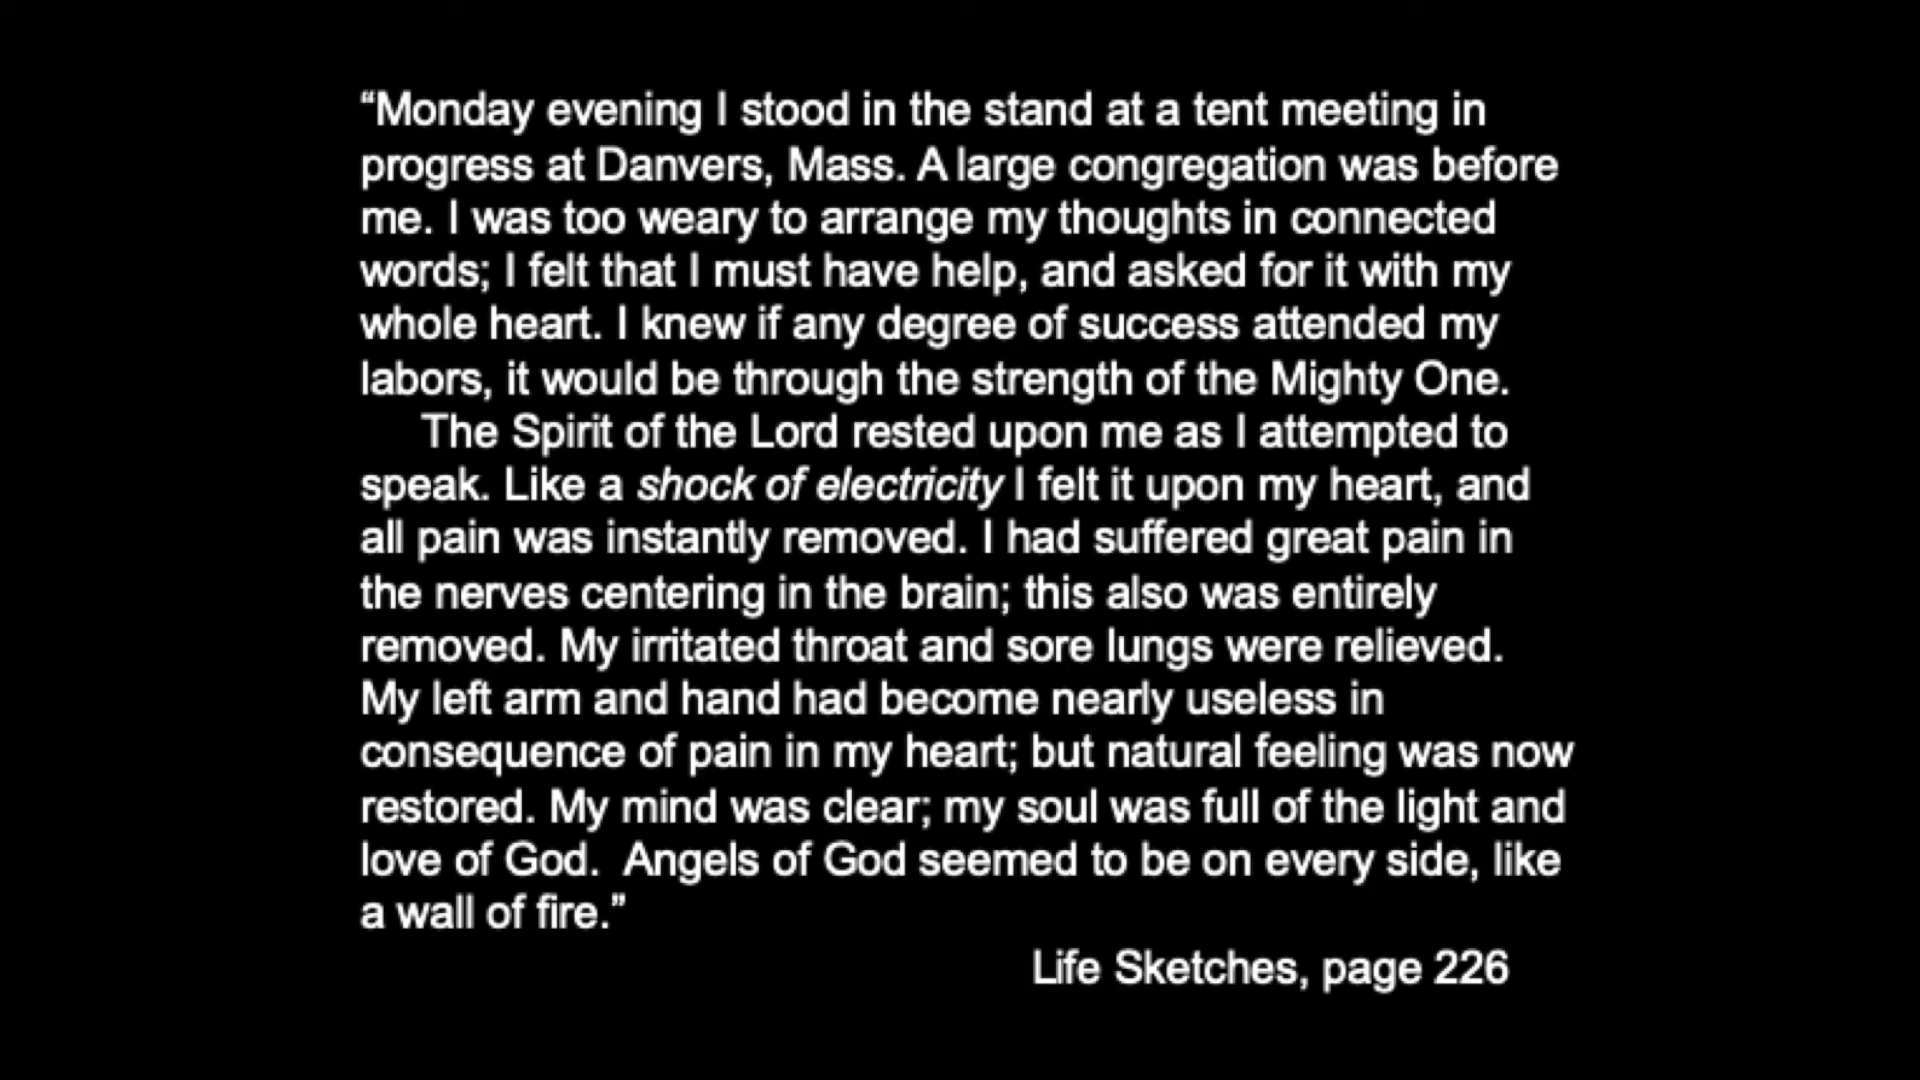 “Monday evening I stood in the stand at a tent meeting in
progress at Danvers, Mass. A large congregation was before
me. I was too weary to arrange my thoughts in connected
words; I felt that I must have help, and asked for it with my
whole heart. I knew if any degree of success attended my
labors, it would be through the strength of the Mighty One.
The Spirit of the Lord rested upon me as I attempted to
speak. Like a shock of electricity I felt it upon my heart, and
all pain was instantly removed. I had suffered great pain in
the nerves centering in the brain; this also was entirely
removed. My irritated throat and sore lungs were relieved.
My left arm and hand had become nearly useless in
consequence of pain in my heart; but natural feeling was now
restored. My mind was clear; my soul was full of the light and
love of God.  Angels of God seemed to be on every side, like
a wall of fire.”
Life Sketches, page 226